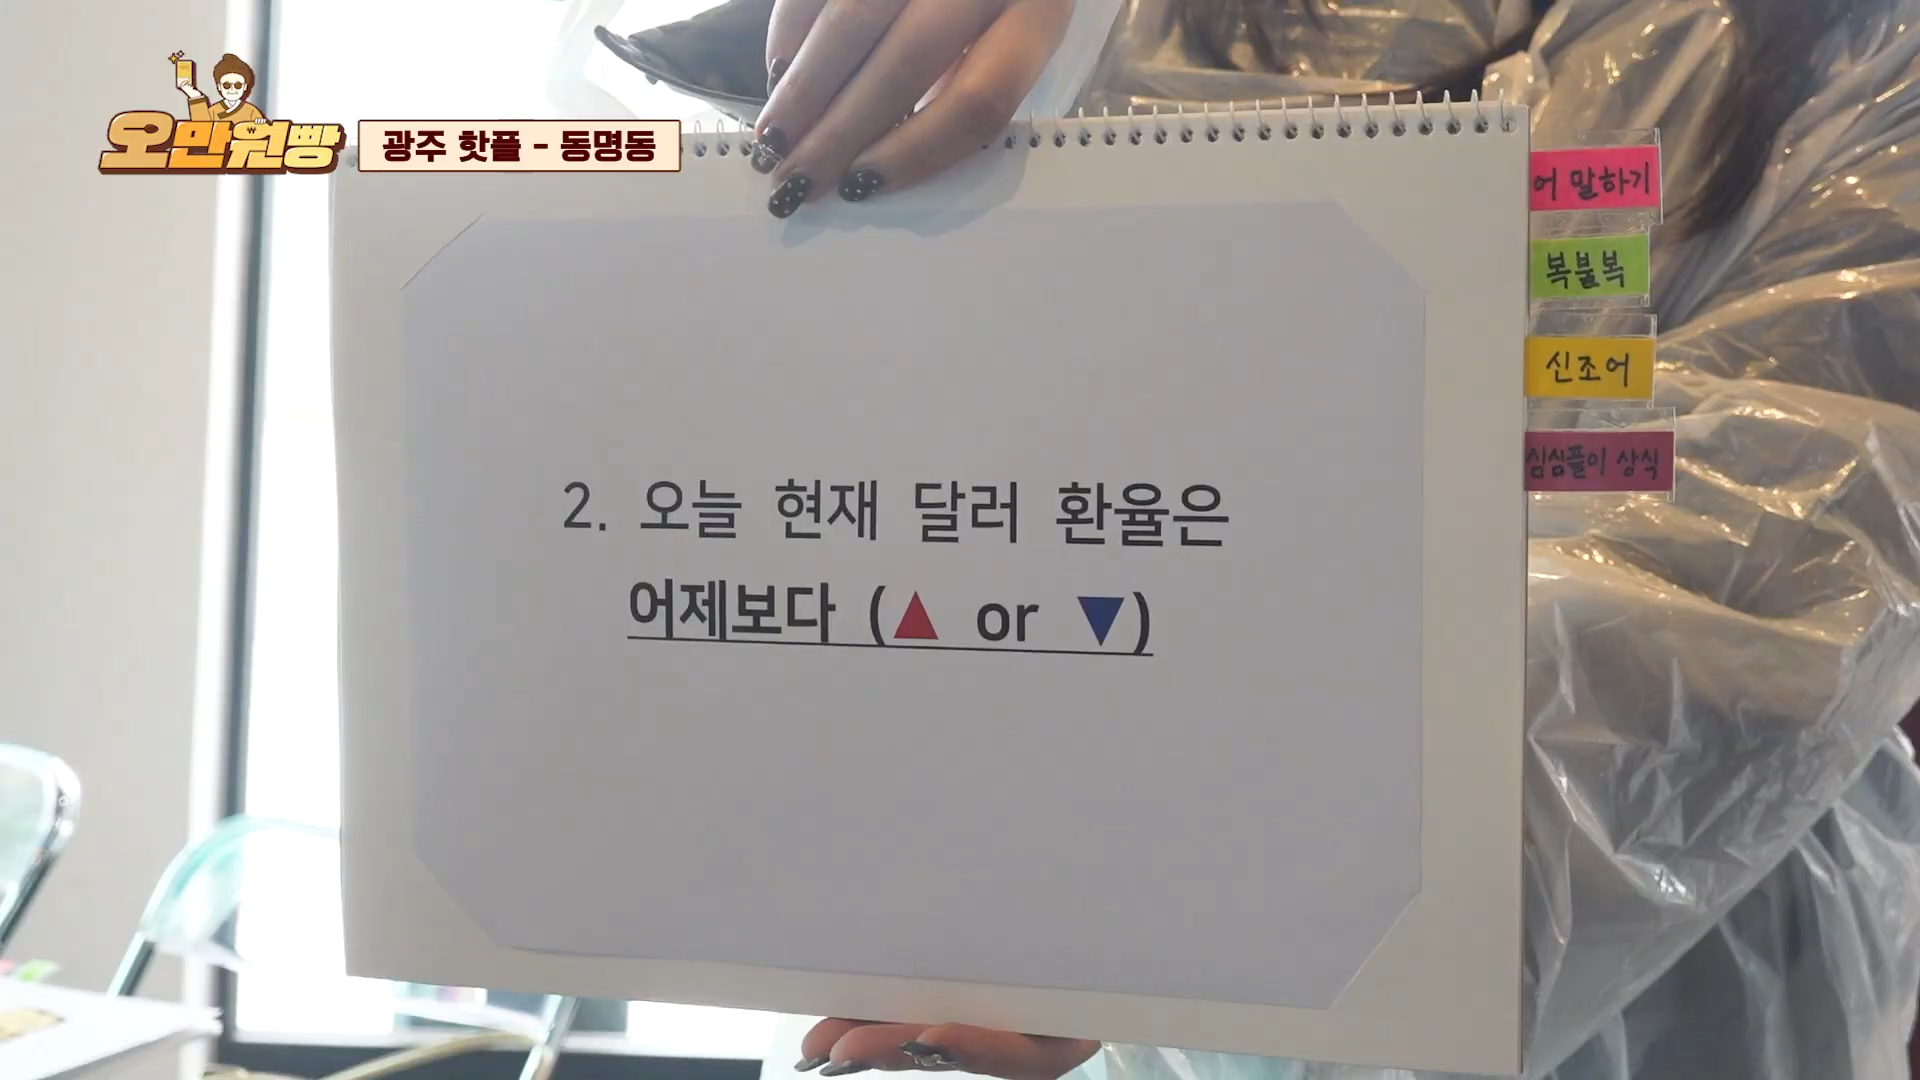 오만원빵
광주 핫플 - 동명동
어 말하기
복불복
신조어
심심풀이 상식
2. 오늘 현재 달러 환율은
어제보다 (▲ or ▼)